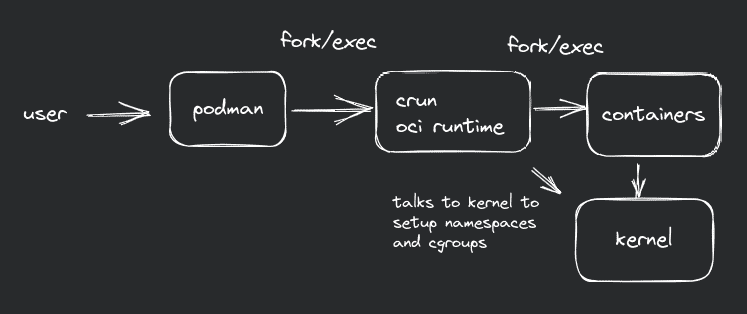 fork/exec
fork/exec
user
podman
crun
oci runtime
containers
talks to kernel to
setup namespaces
and cgroups
kernel